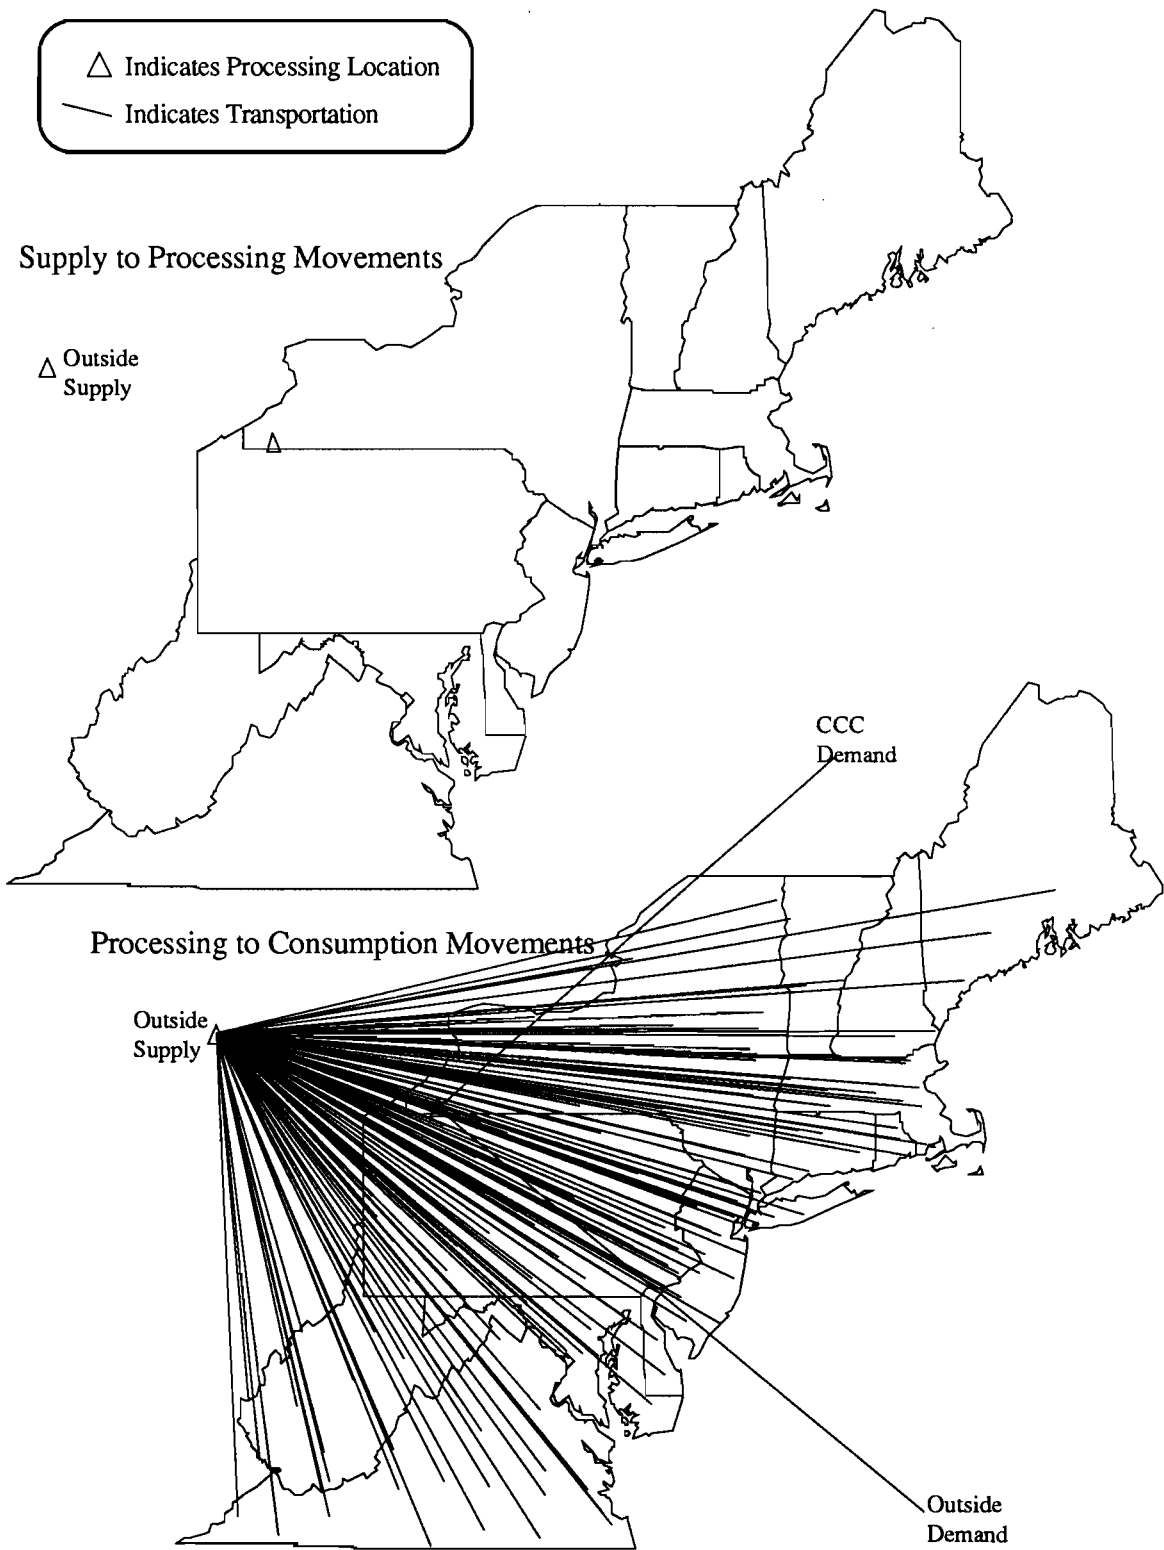 Indicates Processing Location
Indicates Transportation
Supply to Processing Movements
Outside
Supply
CCC
Demand
Processing to Consumption Movements
Outside
Supply
Outside
Demand